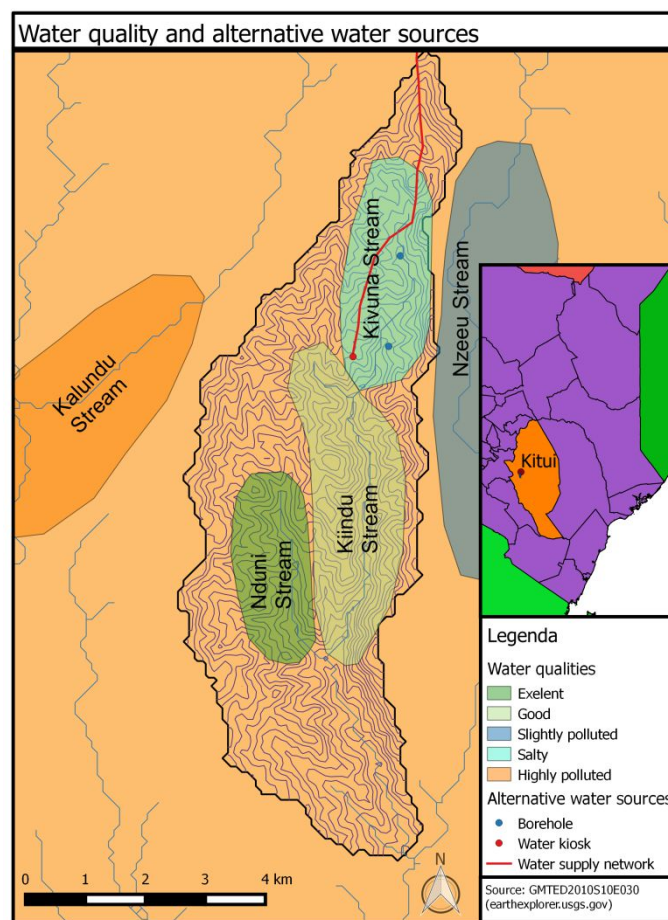 Water quality and alternative water sources
Kivuna Stream
Nzeeu Stream
Kalundu
Stream
Kiindu
Stream
Nduni
Stream
Kitui
Legenda
Water qualities
Exelent
Good
Slightly polluted
Salty
Highly polluted
Alternative water sources
Borehole
Water kiosk
Water supply network
Source: GMTED2010S10E030
(earthexplorer.usgs.gov)
N
0 1 2 3 4 km